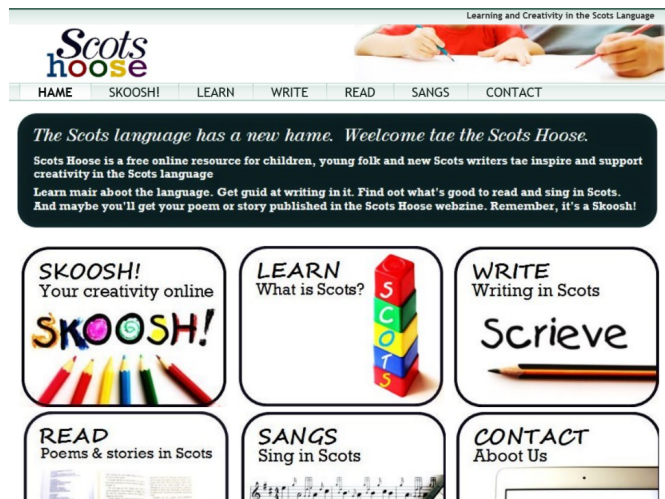 Learning and Creativity in the Scots Language
Scots
hoose
HAME SKOOSH! LEARN WRITE READ SANGS CONTACT
The Scots language has a new hame. Weelcome tae the Scots Hoose.
Scots Hoose is a free online resource for children, young folk and new Scots writers tae inspire and support
creativity in the Scots language
Learn mair about the language. Get guid at writing in it. Find oot what's good to read and sing in Scots.
And maybe you'll get your poem or story published in the Scots Hoose webzine. Remember, it's a Skoosh!
SKOOSH!
Your creativity online
SKOOSH!
LEARN
What is Scots?
SCOTS
WRITE
Writing in Scots
Scrieve
READ
Poems & stories in Scots
SANGS
Sing in Scots
CONTACT
Aboot Us